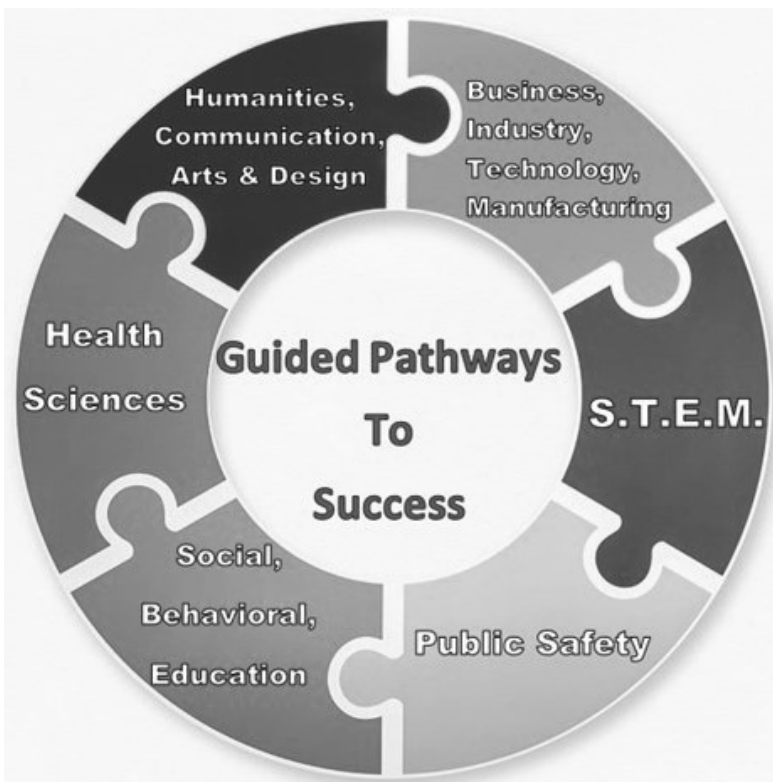 Humanities,
Communication,
Arts & Design
Business,
Industry,
Technology,
Manufacturing
Health
Sciences
Guided Pathways
To
Success
S.T.E.M.
Social,
Behavioral,
Education
Public Safety